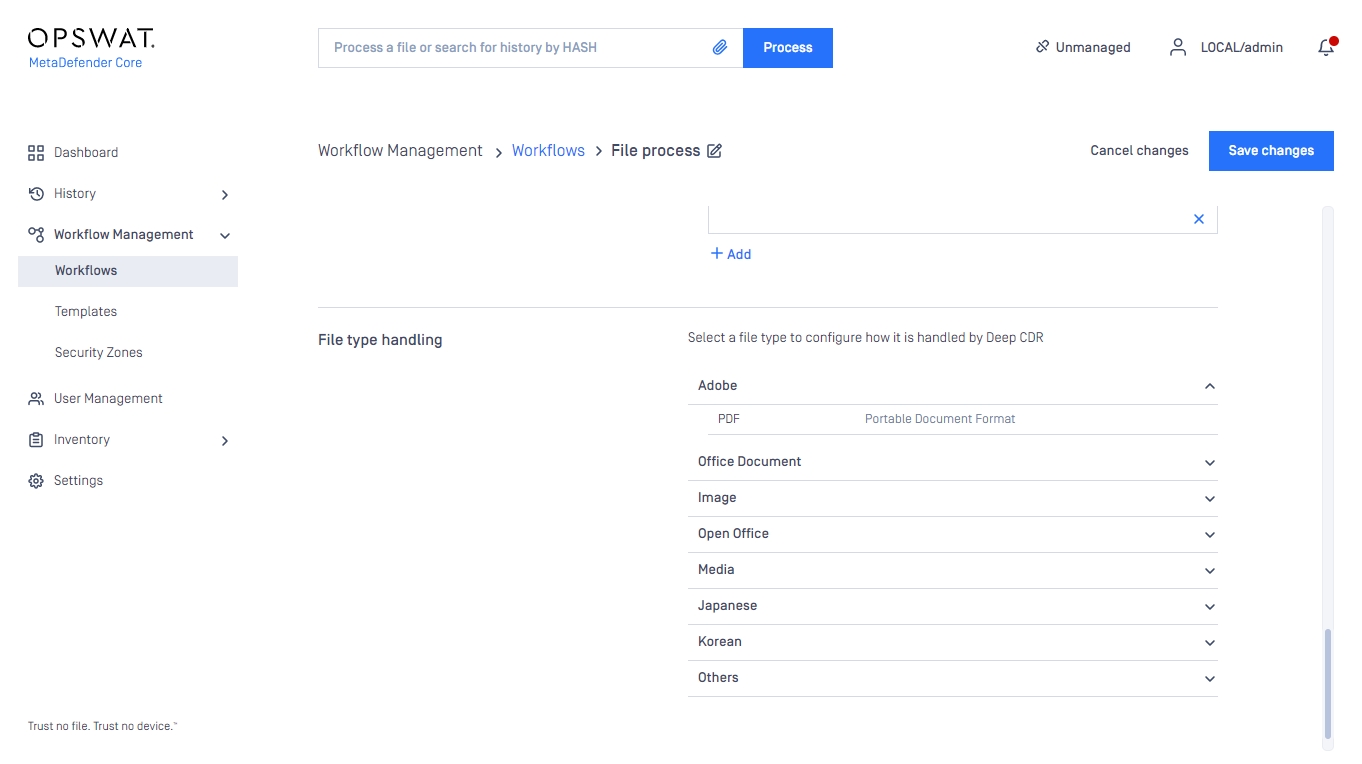 OPSWAT.
MetaDefender Core
Process a file or search for history by HASH
Process
Unmanaged
LOCAL/admin
Dashboard
History
Workflow Management
Workflows
Templates
Security Zones
User Management
Inventory
Settings
Trust no file. Trust no device.™
Workflow Management > Workflows > File process
Cancel changes
Save changes
+ Add
File type handling
Select a file type to configure how it is handled by Deep CDR
Adobe
PDF Portable Document Format
Office Document
Image
Open Office
Media
Japanese
Korean
Others